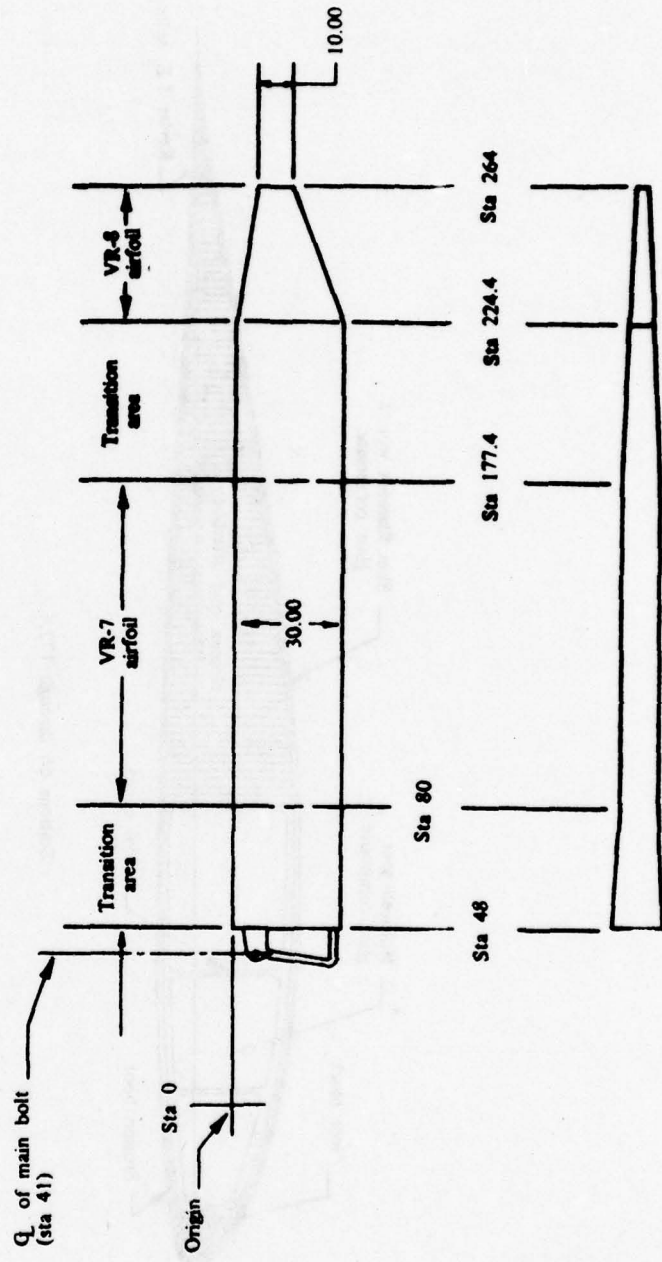 ℄ of main bolt
(sta 41)
Transition
area
VR-7
airfoil
Transition
area
VR-8
airfoil
Sta 0
Origin
30.00
10.00
Sta 48
Sta 80
Sta 177.4
Sta 224.4
Sta 264